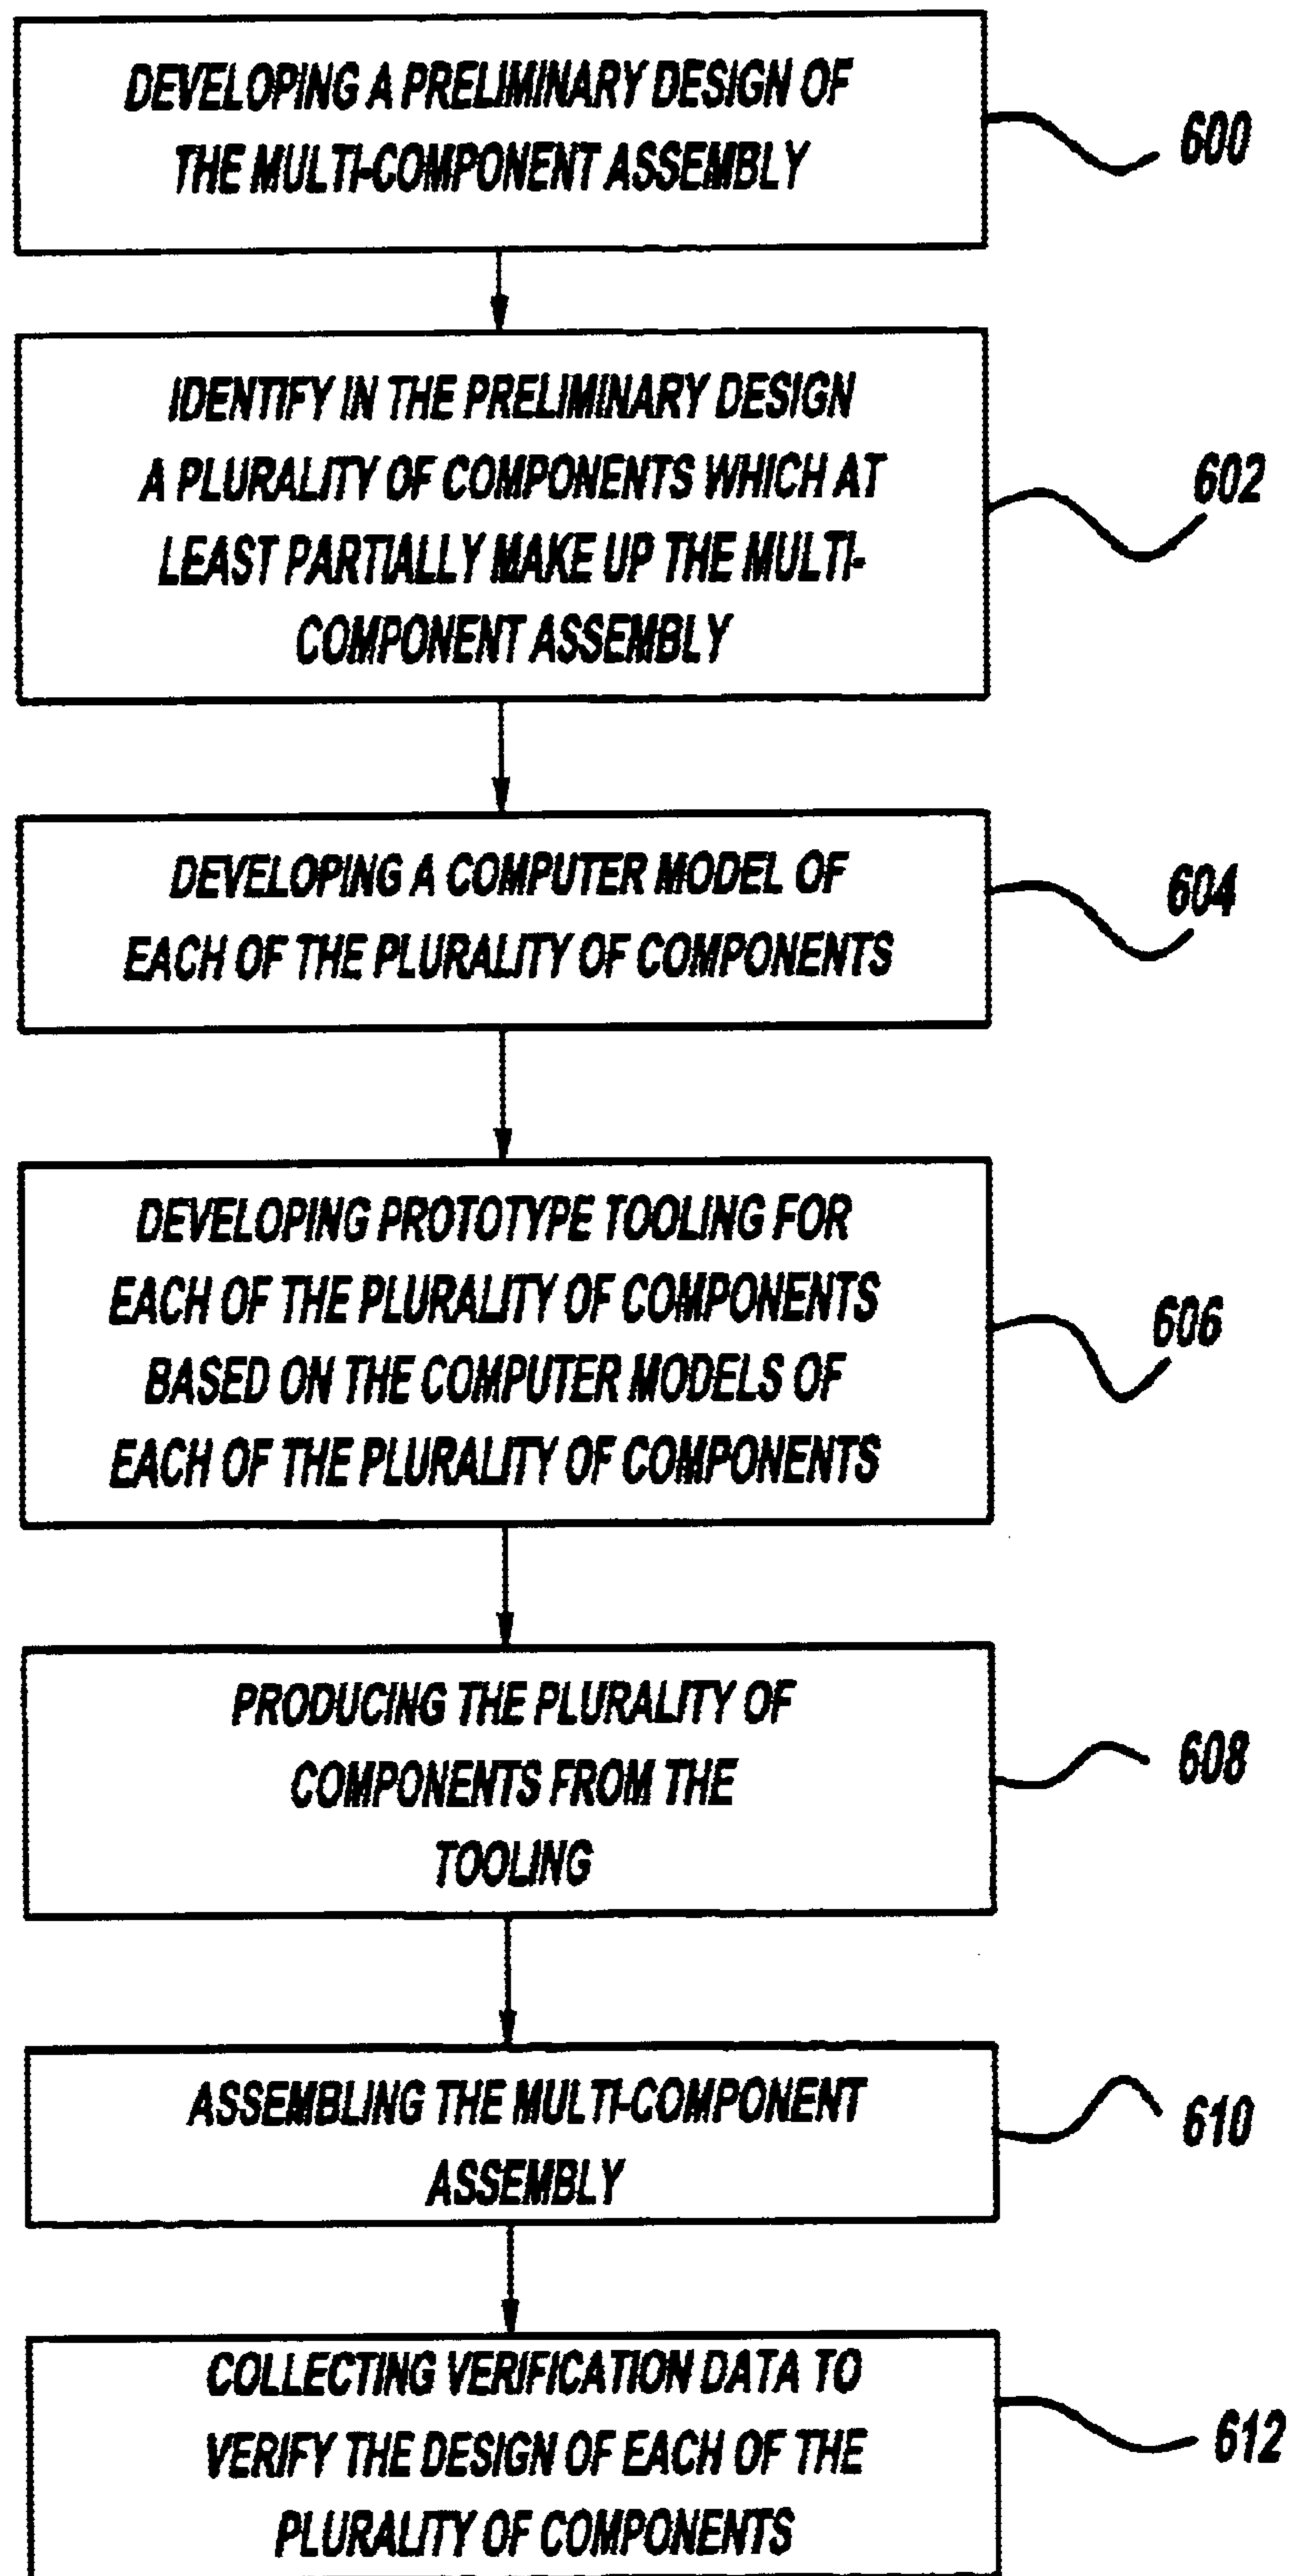 DEVELOPING A PRELIMINARY DESIGN OF
THE MULTI-COMPONENT ASSEMBLY
600
IDENTIFY IN THE PRELIMINARY DESIGN
A PLURALITY OF COMPONENTS WHICH AT
LEAST PARTIALLY MAKE UP THE MULTI-
COMPONENT ASSEMBLY
602
DEVELOPING A COMPUTER MODEL OF
EACH OF THE PLURALITY OF COMPONENTS
604
DEVELOPING PROTOTYPE TOOLING FOR
EACH OF THE PLURALITY OF COMPONENTS
BASED ON THE COMPUTER MODELS OF
EACH OF THE PLURALITY OF COMPONENTS
606
PRODUCING THE PLURALITY OF
COMPONENTS FROM THE
TOOLING
608
ASSEMBLING THE MULTI-COMPONENT
ASSEMBLY
610
COLLECTING VERIFICATION DATA TO
VERIFY THE DESIGN OF EACH OF THE
PLURALITY OF COMPONENTS
612